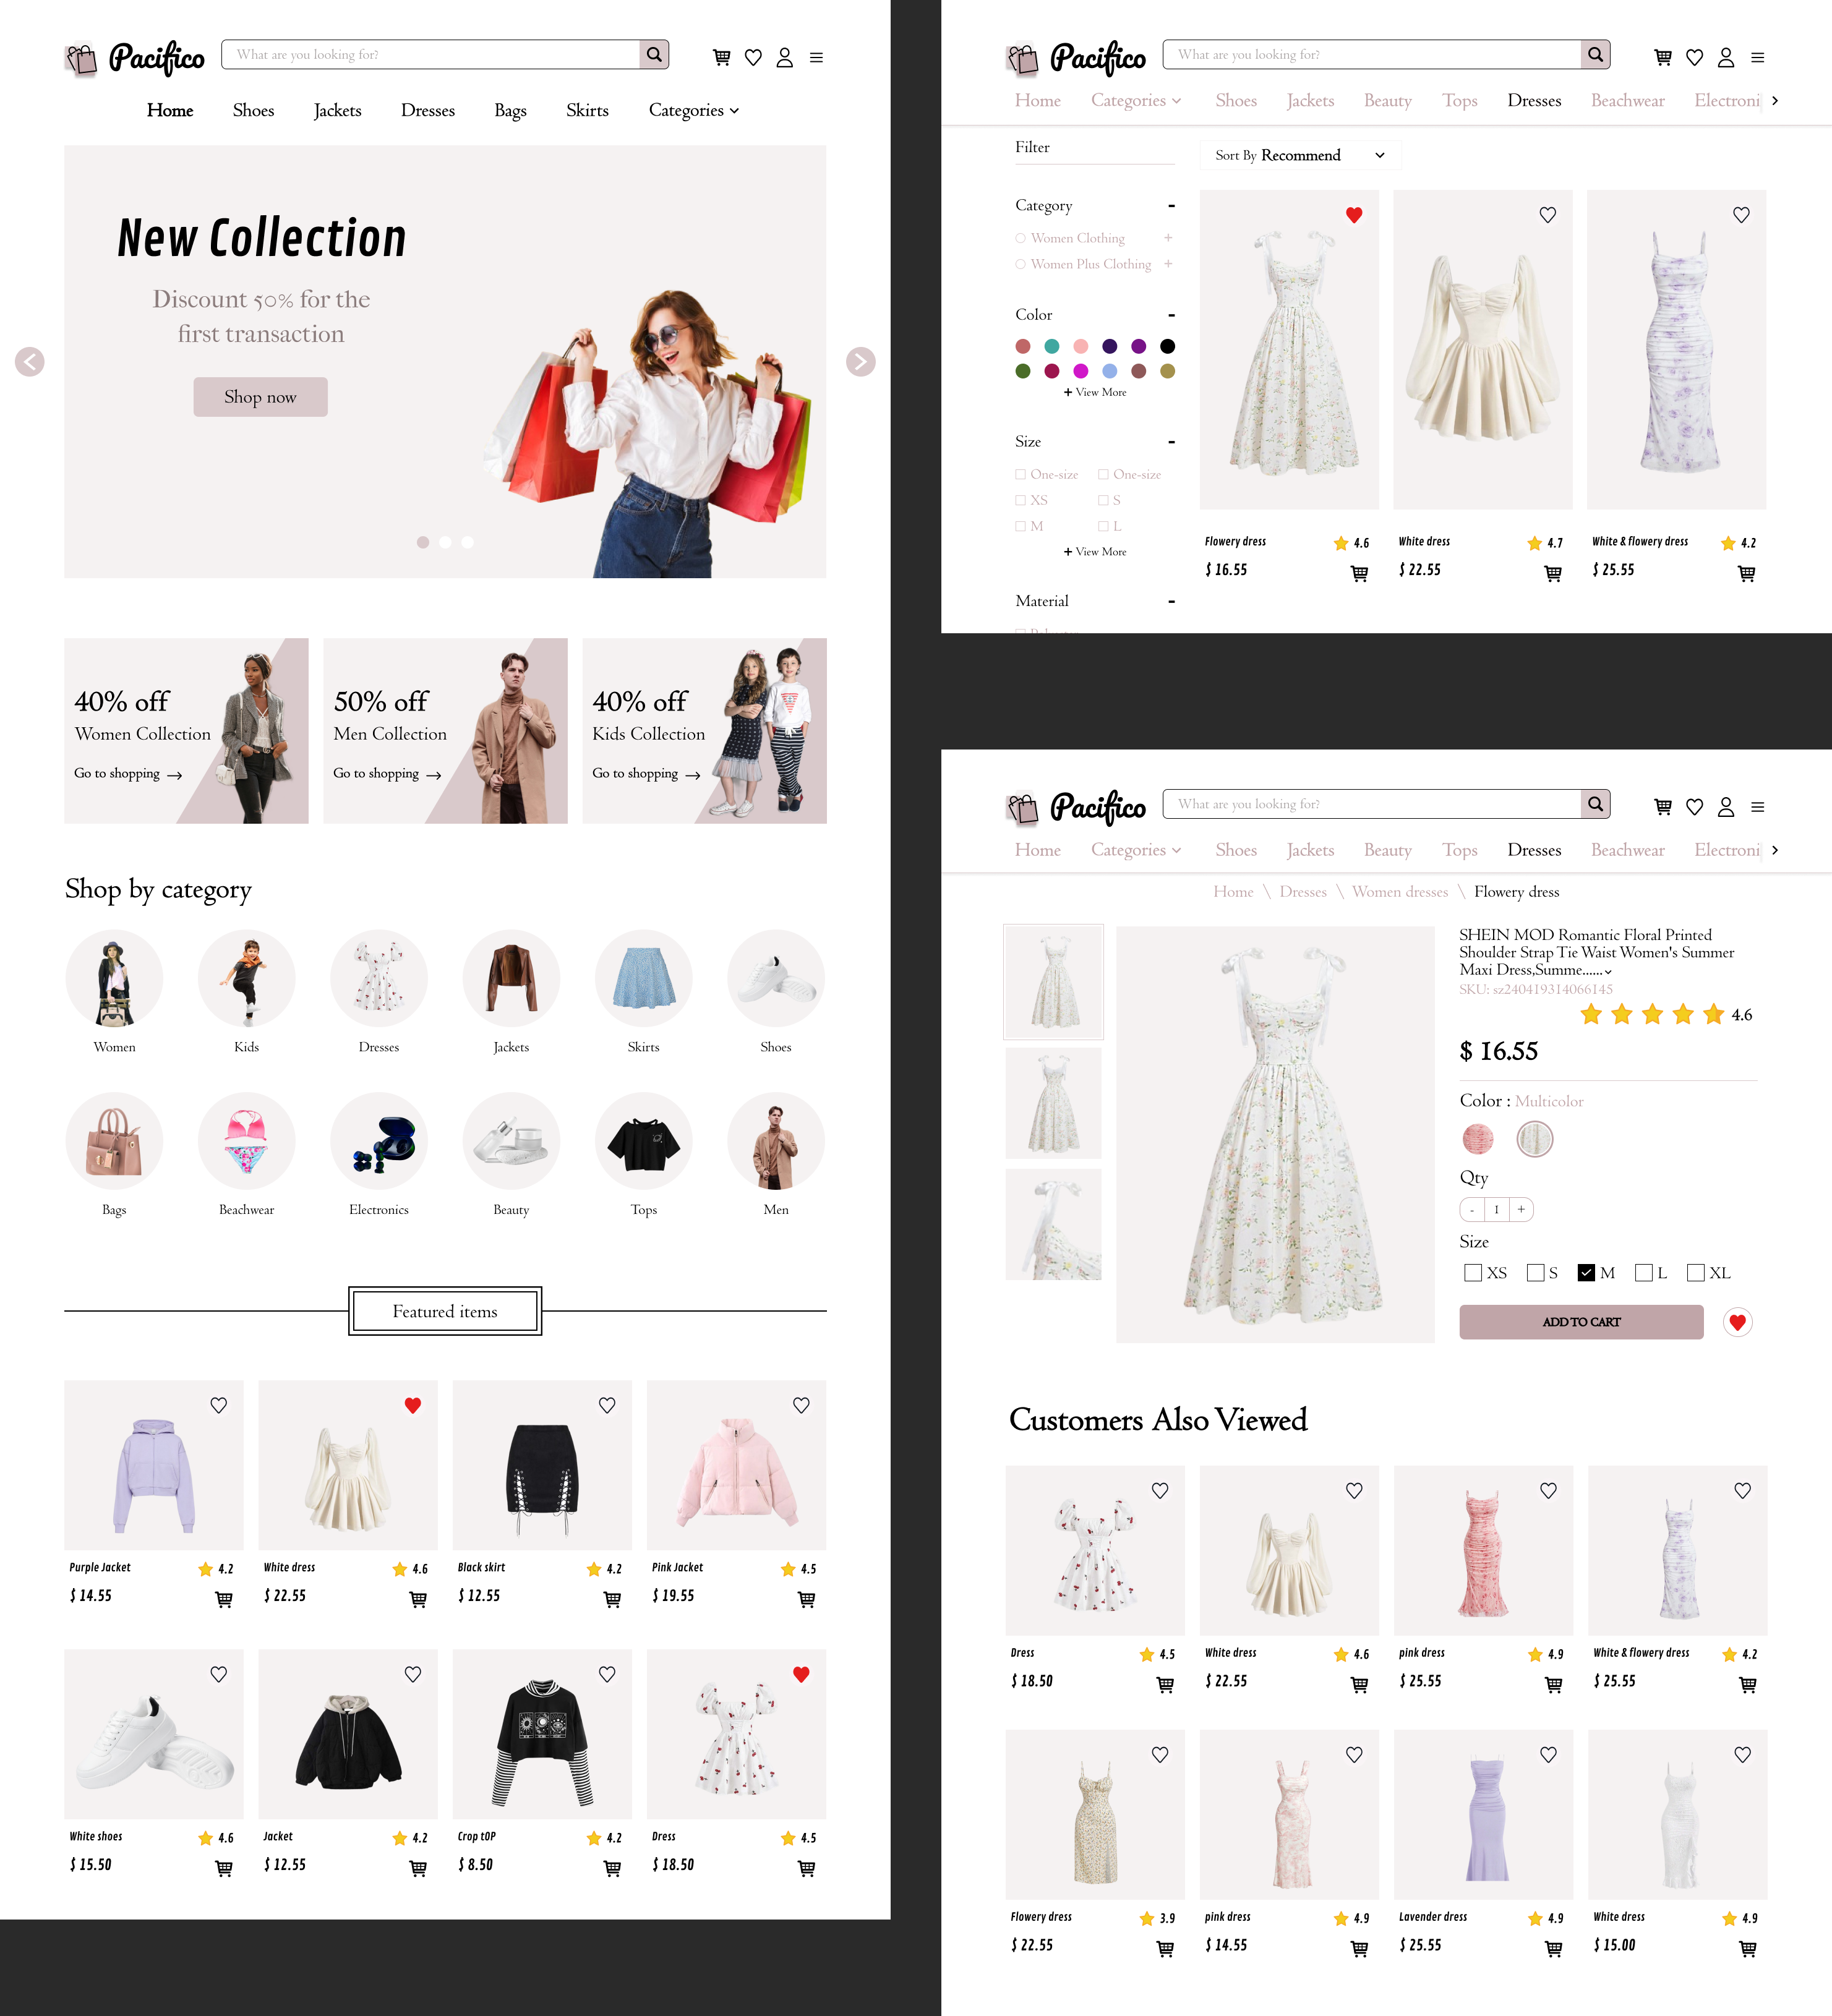 Pacifico
What are you looking for?
Home Shoes Jackets Dresses Bags Skirts Categories
New Collection
Discount 50% for the
first transaction
Shop now
40% off
Women Collection
Go to shopping
50% off
Men Collection
Go to shopping
40% off
Kids Collection
Go to shopping
Shop by category
Women Kids Dresses Jackets Skirts Shoes
Bags Beachwear Electronics Beauty Tops Men
Featured items
Purple Jacket 4.2 White dress 4.6 Black skirt 4.2 Pink Jacket 4.5
$ 14.55 $ 22.55 $ 12.55 $ 19.55
White shoes 4.6 Jacket 4.2 Crop tOP 4.2 Dress 4.5
$ 15.50 $ 12.55 $ 8.50 $ 18.50
Pacifico
What are you looking for?
Home Categories Shoes Jackets Beauty Tops Dresses Beachwear Electroni
Filter
Sort By Recommend
Category -
Women Clothing +
Women Plus Clothing +
Color -
+ View More
Size -
One-size One-size
XS S
M L
+ View More
Material -
Flowery dress 4.6 White dress 4.7 White & flowery dress 4.2
$ 16.55 $ 22.55 $ 25.55
Pacifico
What are you looking for?
Home Categories Shoes Jackets Beauty Tops Dresses Beachwear Electroni
Home \ Dresses \ Women dresses \ Flowery dress
SHEIN MOD Romantic Floral Printed
Shoulder Strap Tie Waist Women's Summer
Maxi Dress,Summe......
SKU: sz240419314066145
4.6
$ 16.55
Color : Multicolor
Qty
- 1 +
Size
XS S M L XL
ADD TO CART
Customers Also Viewed
Dress 4.5 White dress 4.6 pink dress 4.9 White & flowery dress 4.2
$ 18.50 $ 22.55 $ 25.55 $ 25.55
Flowery dress 3.9 pink dress 4.9 Lavender dress 4.9 White dress 4.9
$ 22.55 $ 14.55 $ 25.55 $ 15.00